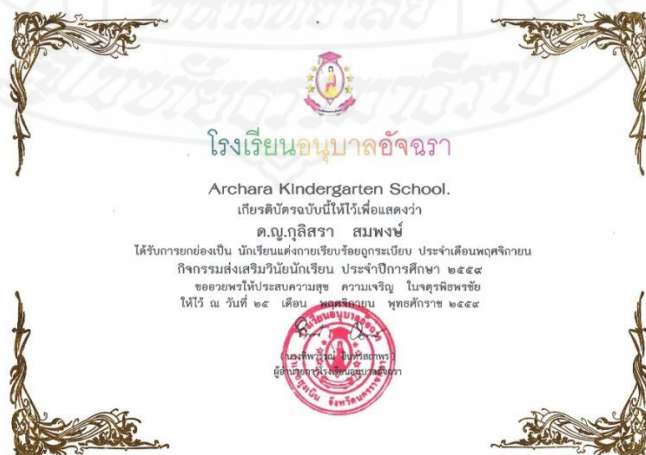 โรงเรียนอนุบาลอัจฉรา
Archara Kindergarten School.
เกียรติบัตรฉบับนี้ให้ไว้เพื่อแสดงว่า
ด.ญ.กุลิสรา สมพงษ์
ได้รับการยกย่องเป็น นักเรียนแต่งกายเรียบร้อยถูกระเบียบ ประจำเดือนพฤศจิกายน
กิจกรรมส่งเสริมวินัยนักเรียน ประจำปีการศึกษา ๒๕๕๙
ขออวยพรให้ประสบความสุข ความเจริญ ในจตุรพิธพรชัย
ให้ไว้ ณ วันที่ ๒๕ เดือน พฤศจิกายน พุทธศักราช ๒๕๕๙
ผู้อำนวยการโรงเรียนอนุบาลอัจฉรา